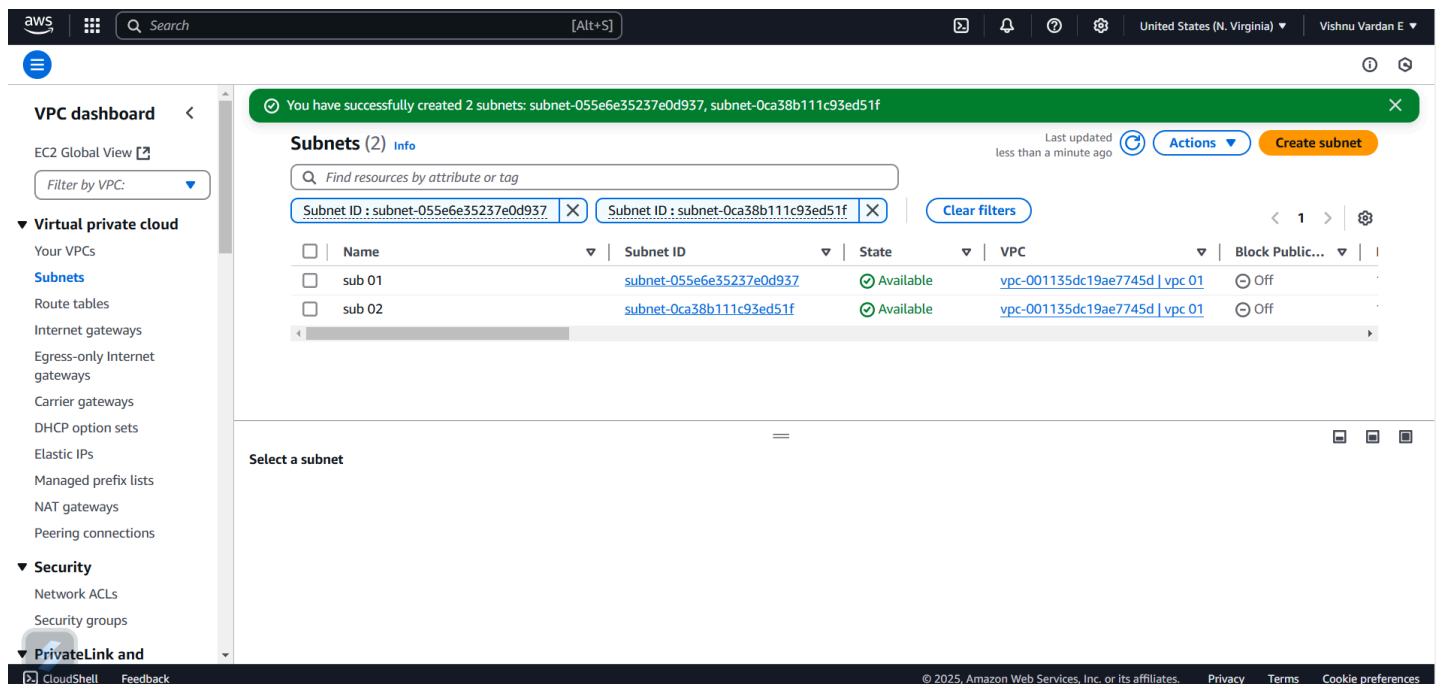 aws
Search [Alt+S]
United States (N. Virginia) ▼
Vishnu Vardan E ▼
VPC dashboard
EC2 Global View
Filter by VPC: ▼
▼ Virtual private cloud
Your VPCs
Subnets
Route tables
Internet gateways
Egress-only Internet
gateways
Carrier gateways
DHCP option sets
Elastic IPs
Managed prefix lists
NAT gateways
Peering connections
▼ Security
Network ACLs
Security groups
▼ PrivateLink and
You have successfully created 2 subnets: subnet-055e6e35237e0d937, subnet-0ca38b111c93ed51f
Subnets (2) Info
Last updated
less than a minute ago
Actions ▼
Create subnet
Find resources by attribute or tag
Subnet ID : subnet-055e6e35237e0d937
Subnet ID : subnet-0ca38b111c93ed51f
Clear filters
1
Name Subnet ID State VPC Block Public...
sub 01 subnet-055e6e35237e0d937 Available vpc-001135dc19ae7745d | vpc 01 Off
sub 02 subnet-0ca38b111c93ed51f Available vpc-001135dc19ae7745d | vpc 01 Off
Select a subnet
CloudShell Feedback © 2025, Amazon Web Services, Inc. or its affiliates. Privacy Terms Cookie preferences